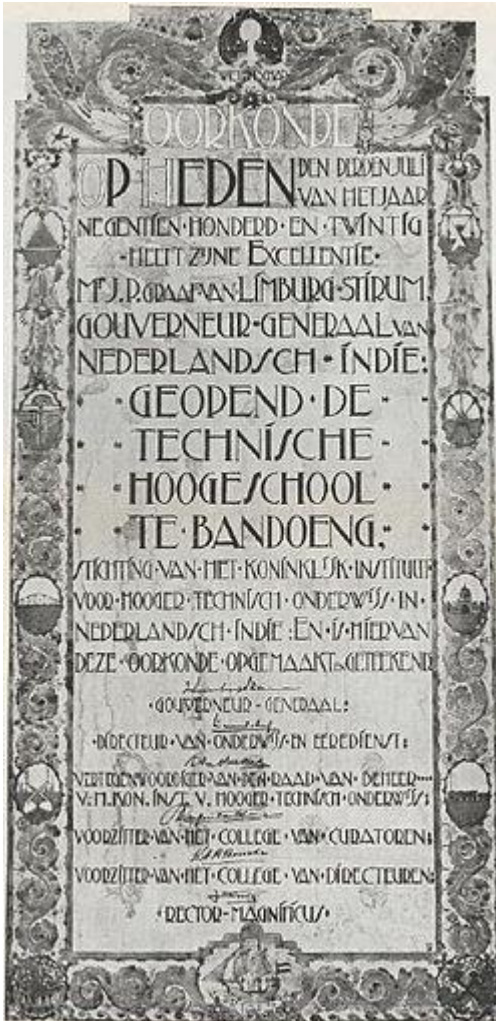 WETENSCHAP
OORKONDE
OP HEDEN DEN DERDEN JULI
VAN HET JAAR
NEGENTIEN·HONDERD·EN·TWINTIG
·HEEFT ZIJNE EXCELLENTIE·
Mr J.P. GRAAF VAN LIMBURG·STIRUM,
GOUVERNEUR·GENERAAL VAN
NEDERLANDSCH·INDIE:
·GEOPEND·DE·
·TECHNISCHE·
·HOOGESCHOOL·
·TE·BANDOENG,·
STICHTING·VAN·HET·KONINKLIJK·INSTITUUT·
VOOR·HOOGER·TECHNISCH·ONDERWIJS·IN·
NEDERLANDSCH·INDIE:EN·IS·HIERVAN
DEZE·OORKONDE·OPGEMAAKT EN GETEEKEND
·GOUVERNEUR-GENERAAL:
·DIRECTEUR·VAN·ONDERWIJS·EN·EEREDIENST:
VERTEGENWOORDIGER·VAN·DEN·RAAD·VAN·BEHEER····
V.H.KON.INST.V.HOOGER·TECHNISCH·ONDERWIJS:
VOORZITTER·VAN·HET·COLLEGE·VAN·CURATOREN:
VOORZITTER·VAN·HET·COLLEGE·VAN·DIRECTEUREN:
·RECTOR-MAGNIFICUS·